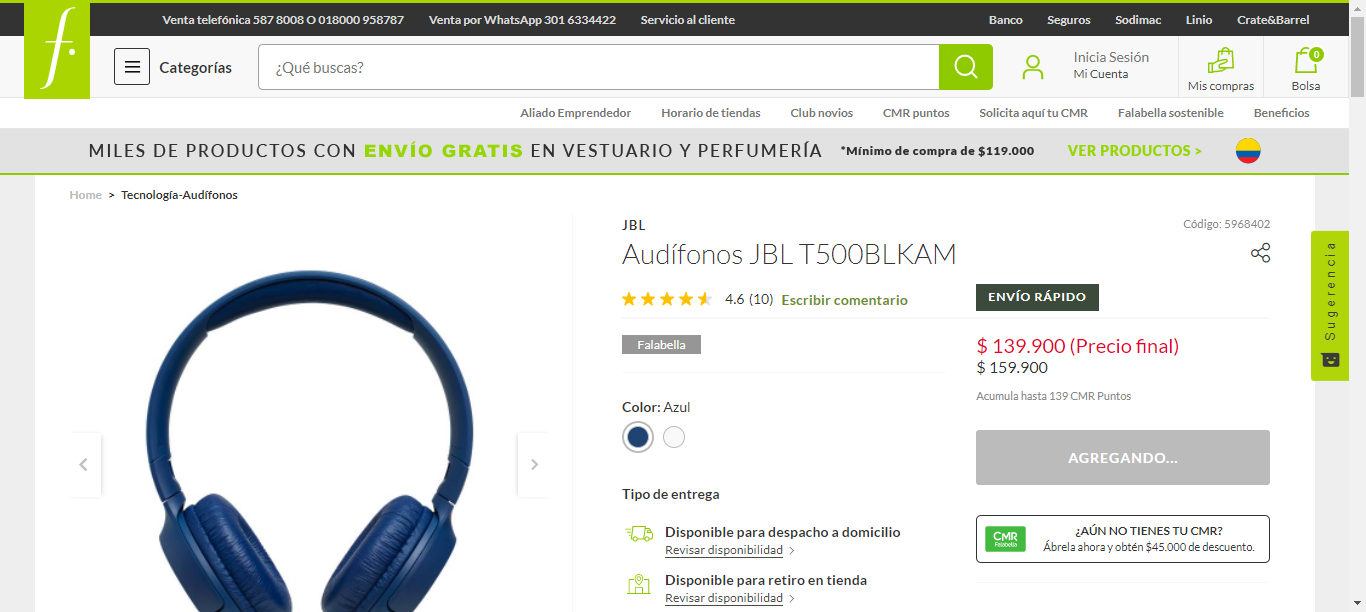 Venta telefónica 587 8008 O 018000 958787 Venta por WhatsApp 301 6334422 Servicio al cliente Banco Seguros Sodimac Linio Crate&Barrel
f.
Categorías ¿Qué buscas? Inicia Sesión
Mi Cuenta
Mis compras
0
Bolsa
Aliado Emprendedor Horario de tiendas Club novios CMR puntos Solicita aquí tu CMR Falabella sostenible Beneficios
MILES DE PRODUCTOS CON ENVÍO GRATIS EN VESTUARIO Y PERFUMERÍA *Mínimo de compra de $119.000 VER PRODUCTOS >
Home > Tecnología-Audífonos
JBL
Código: 5968402
Audífonos JBL T500BLKAM
4.6 (10) Escribir comentario
ENVÍO RÁPIDO
Falabella
$ 139.900 (Precio final)
$ 159.900
Acumula hasta 139 CMR Puntos
Color: Azul
AGREGANDO...
Tipo de entrega
Disponible para despacho a domicilio
Revisar disponibilidad >
Disponible para retiro en tienda
Revisar disponibilidad >
CMR
Falabella
¿AÚN NO TIENES TU CMR?
Ábrela ahora y obtén $45.000 de descuento.
Sugerencia